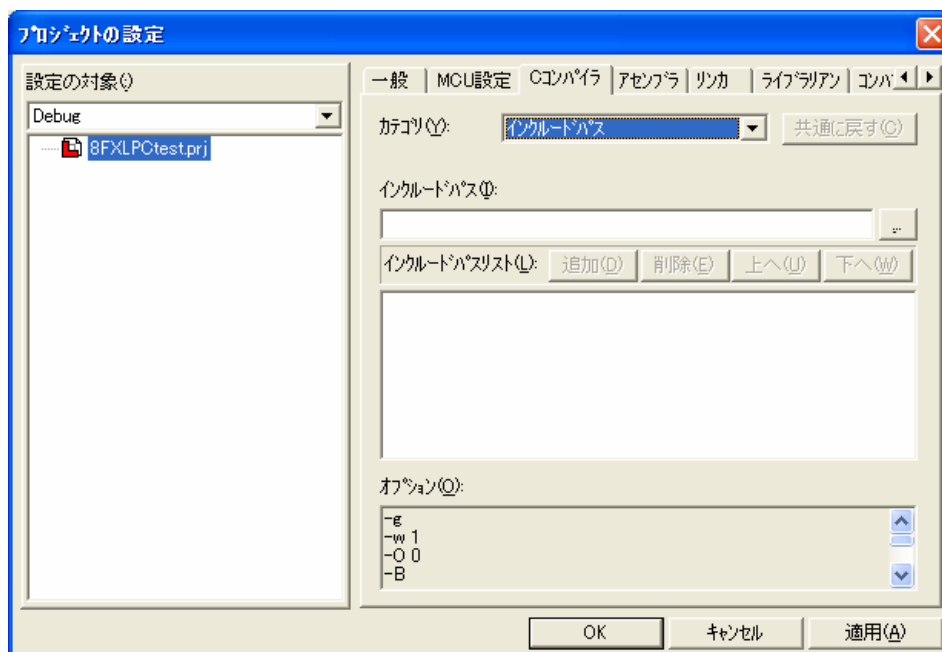 プロジェクトの設定
設定の対象()
Debug
8FXLPCtest.prj
一般
MCU設定
Cコンパイラ
アセンブラ
リンカ
ライブラリアン
コンバ
カテゴリ(Y):
インクルードパス
共通に戻す(C)
インクルードパス(I):
...
インクルードパスリスト(L):
追加(D)
削除(E)
上へ(U)
下へ(W)
オプション(O):
-g
-w 1
-O 0
-B
OK
キャンセル
適用(A)